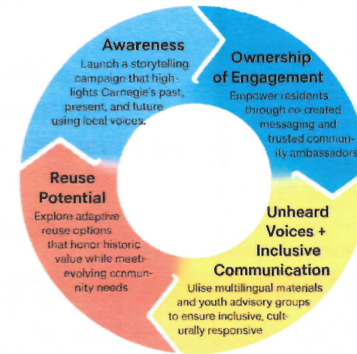 Awareness
Launch a storytelling
campaign that high-
lights Carnegie's past,
present, and future
using local voices.
Ownership
of Engagement
Empower residents
through co-created
messaging and
trusted commun-
ity ambassadors
Unheard
Voices +
Inclusive
Communication
Ulise multilingual materials
and youth advisory groups
to ensure inclusive, cult-
urally responsive
Reuse
Potential
Explore adaptive
reuse options
that honor historic
value while meet-
evolving ccmmun-
nity needs